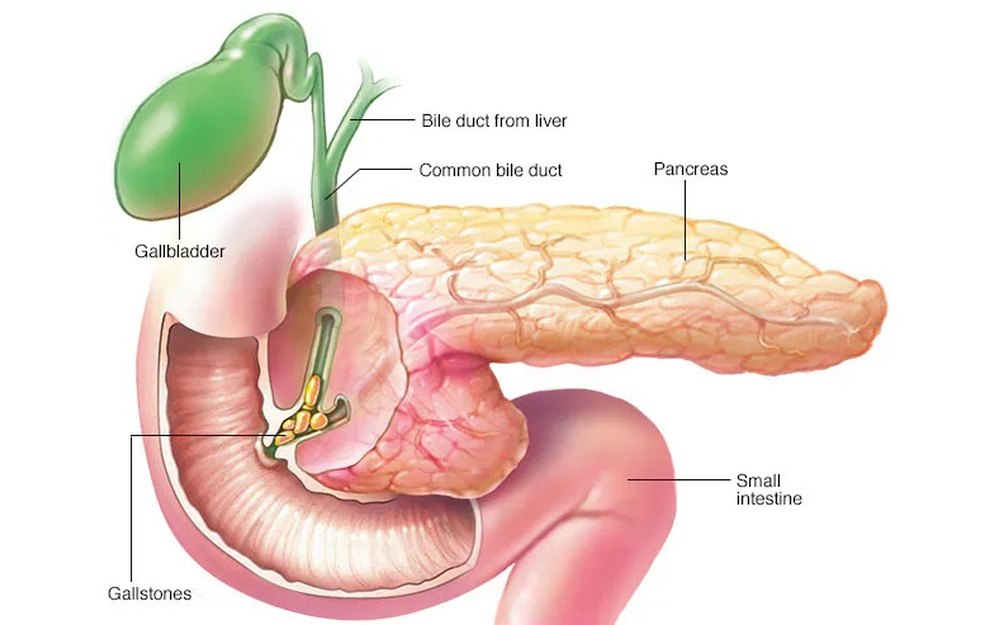 Bile duct from liver
Common bile duct
Pancreas
Gallbladder
Small
intestine
Gallstones